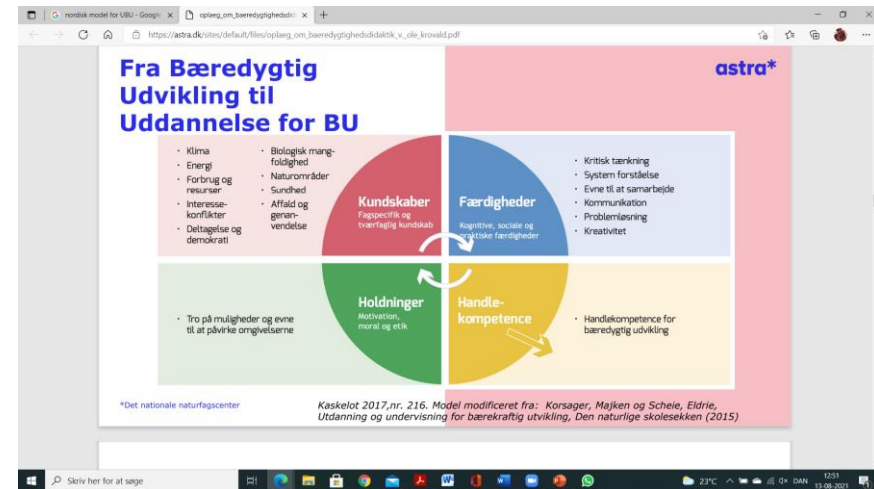 nordisk model for UBU - Google
oplaeg_om_baeredygtighedsdida
https://astra.dk/sites/default/files/oplaeg_om_baeredygtighedsdidaktik_v._ole_krovald.pdf
Fra Bæredygtig
Udvikling til
Uddannelse for BU
astra*
· Klima
· Energi
· Forbrug og
resurser
· Interesse-
konflikter
· Deltagelse og
demokrati
· Biologisk mang-
foldighed
· Naturområder
· Sundhed
· Affald og
genan-
vendelse
Kundskaber
Fagspecifik og
tværfaglig kundskab
Færdigheder
Kognitive, sociale og
praktiske færdigheder
· Kritisk tænkning
· System forståelse
· Evne til at samarbejde
· Kommunikation
· Problemløsning
· Kreativitet
· Tro på muligheder og evne
til at påvirke omgivelserne
Holdninger
Motivation,
moral og etik
Handle-
kompetence
· Handlekompetence for
bæredygtig udvikling
*Det nationale naturfagscenter
Kaskelot 2017,nr. 216. Model modificeret fra: Korsager, Majken og Scheie, Eldrie,
Utdanning og undervisning for bærekraftig utvikling, Den naturlige skolesekken (2015)
Skriv her for at søge
23°C
DAN
12:51
13-08-2021